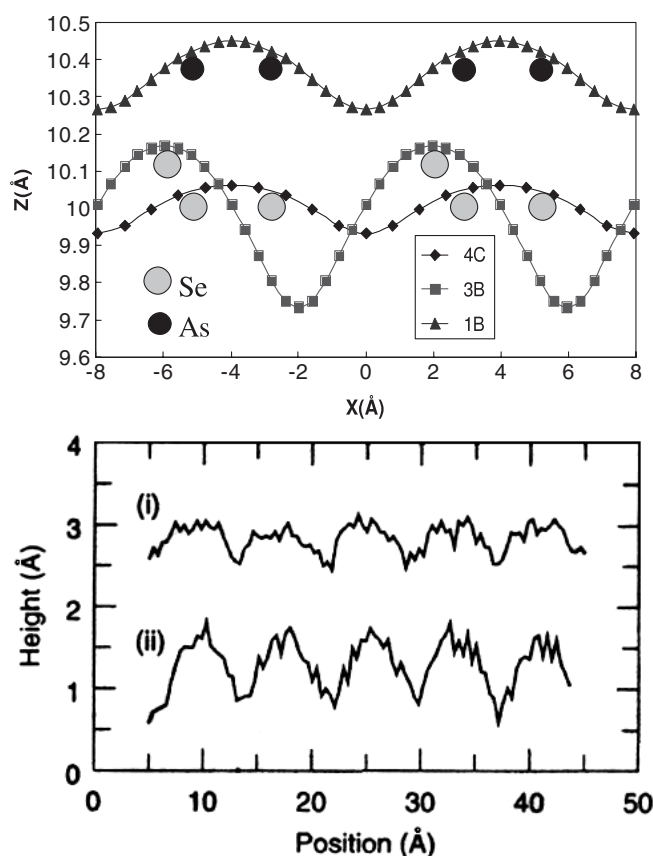 10.5
10.4
10.3
10.2
10.1
10
9.9
9.8
9.7
9.6
Z(Å)
Se
As
4C
3B
1B
-8 -6 -4 -2 0 2 4 6 8
X(Å)
4
3
2
1
0
Height (Å)
(i)
(ii)
0 10 20 30 40 50
Position (Å)